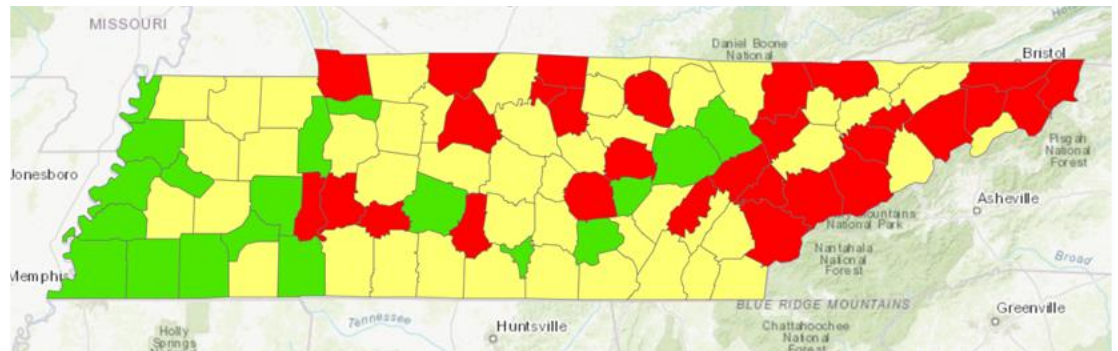 MISSOURI
Daniel Boone
National
Bristol
Jonesboro
Pisgah
National
Forest
Asheville
Mountains
National Park
Nantahala
National
Forest
Memphis
Broad
BLUE RIDGE MOUNTAINS
Greenville
Tennessee
Huntsville
Holly
Springs
Chattahoochee
National
Forest